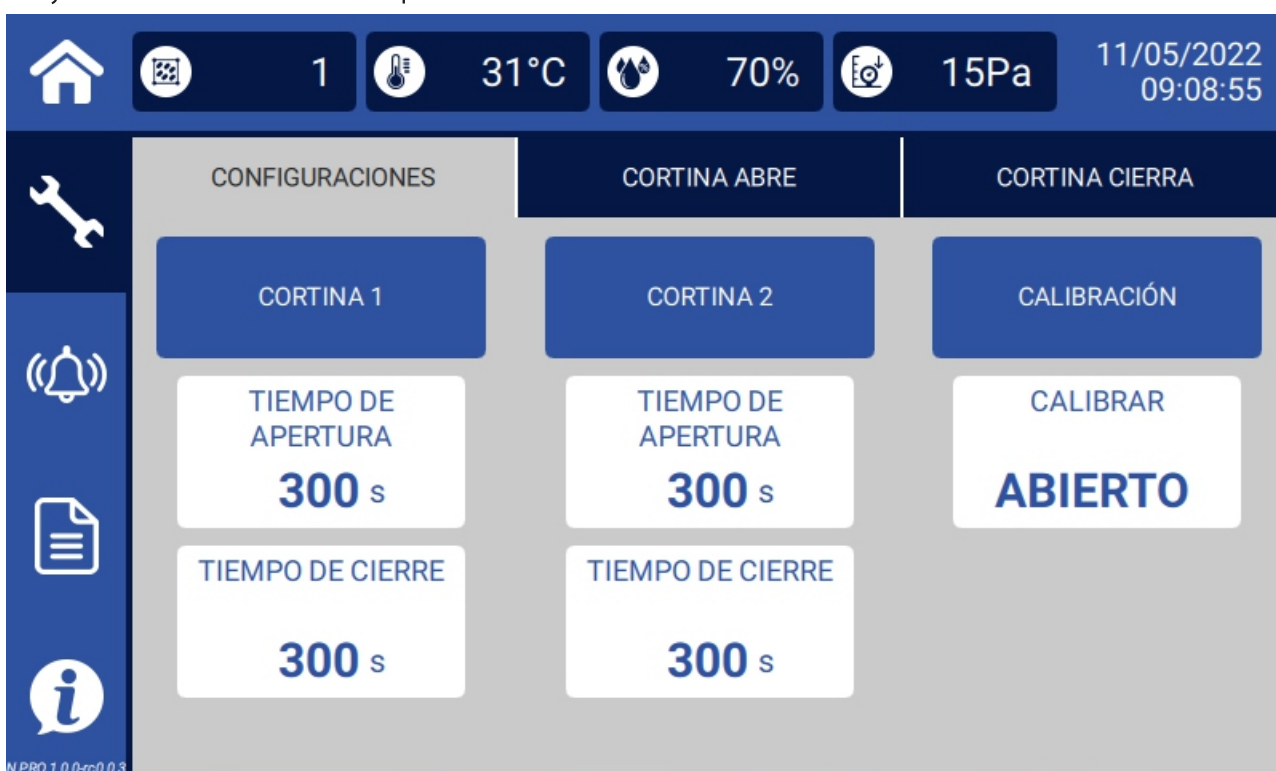 1
31°C
70%
15Pa
11/05/2022
09:08:55
CONFIGURACIONES
CORTINA ABRE
CORTINA CIERRA
CORTINA 1
CORTINA 2
CALIBRACIÓN
TIEMPO DE
APERTURA
300 s
TIEMPO DE
APERTURA
300 s
CALIBRAR
ABIERTO
TIEMPO DE CIERRE
300 s
TIEMPO DE CIERRE
300 s